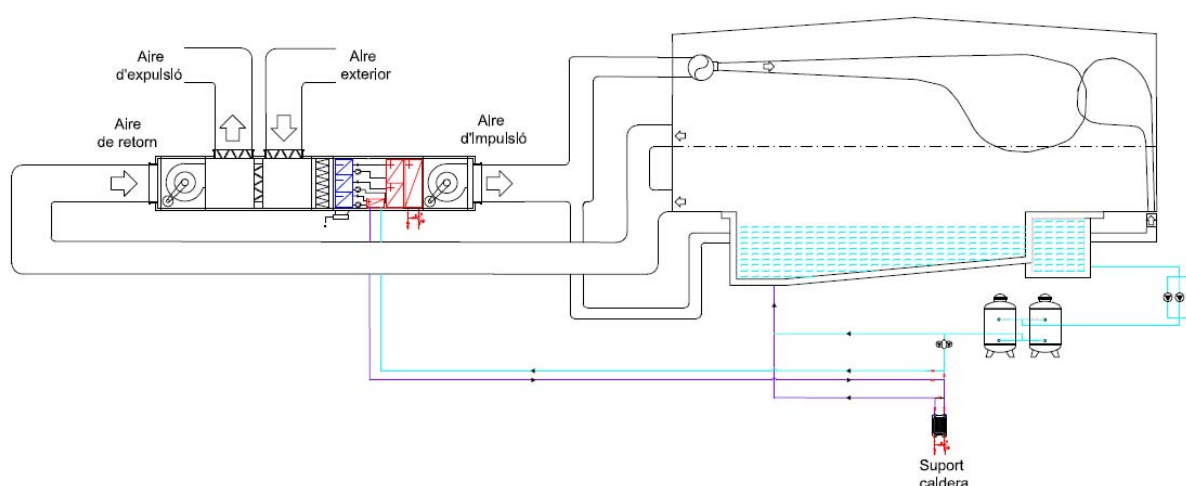 Aire
d'expulsió
Aire
exterior
Aire
de retorn
Aire
d'impulsió
Suport
caldera